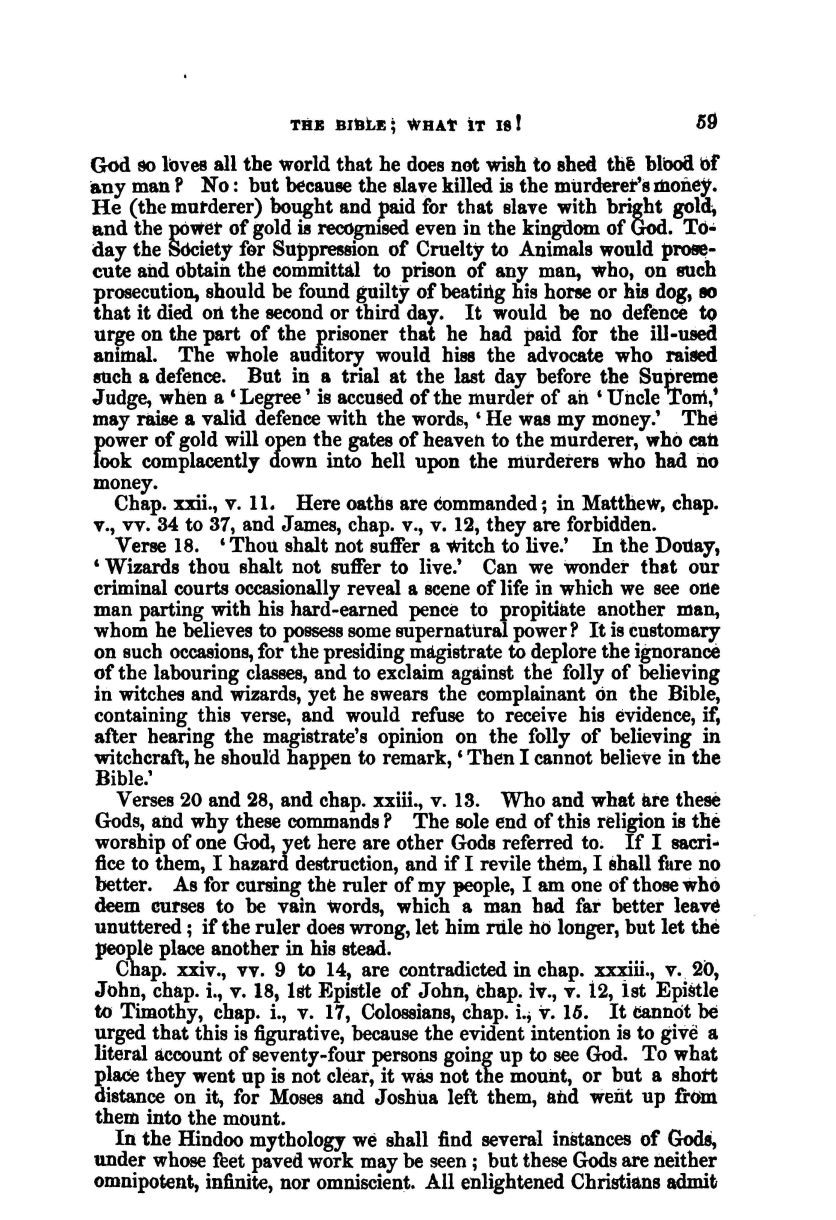 THE BIBLE; WHAT IT IS! 59
God so loves all the world that he does not wish to shed the blood of
any man? No: but because the slave killed is the murderer's money.
He (the murderer) bought and paid for that slave with bright gold,
and the power of gold is recognised even in the kingdom of God. To-
day the Society for Suppression of Cruelty to Animals would prose-
cute and obtain the committal to prison of any man, who, on such
prosecution, should be found guilty of beating his horse or his dog, so
that it died on the second or third day. It would be no defence to
urge on the part of the prisoner that he had paid for the ill-used
animal. The whole auditory would hiss the advocate who raised
such a defence. But in a trial at the last day before the Supreme
Judge, when a ‘Legree’ is accused of the murder of an ‘Uncle Tom,’
may raise a valid defence with the words, ‘He was my money.’ The
power of gold will open the gates of heaven to the murderer, who can
look complacently down into hell upon the murderers who had no
money.
Chap. xxii., v. 11. Here oaths are commanded; in Matthew, chap.
v., vv. 34 to 37, and James, chap. v., v. 12, they are forbidden.
Verse 18. ‘Thou shalt not suffer a witch to live.’ In the Douay,
‘Wizards thou shalt not suffer to live.’ Can we wonder that our
criminal courts occasionally reveal a scene of life in which we see one
man parting with his hard-earned pence to propitiate another man,
whom he believes to possess some supernatural power? It is customary
on such occasions, for the presiding magistrate to deplore the ignorance
of the labouring classes, and to exclaim against the folly of believing
in witches and wizards, yet he swears the complainant on the Bible,
containing this verse, and would refuse to receive his evidence, if,
after hearing the magistrate's opinion on the folly of believing in
witchcraft, he should happen to remark, ‘Then I cannot believe in the
Bible.’
Verses 20 and 28, and chap. xxiii., v. 13. Who and what are these
Gods, and why these commands? The sole end of this religion is the
worship of one God, yet here are other Gods referred to. If I sacri-
fice to them, I hazard destruction, and if I revile them, I shall fare no
better. As for cursing the ruler of my people, I am one of those who
deem curses to be vain words, which a man had far better leave
unuttered; if the ruler does wrong, let him rule no longer, but let the
people place another in his stead.
Chap. xxiv., vv. 9 to 14, are contradicted in chap. xxxiii., v. 20,
John, chap. i., v. 18, 1st Epistle of John, chap. iv., v. 12, 1st Epistle
to Timothy, chap. i., v. 17, Colossians, chap. i., v. 15. It cannot be
urged that this is figurative, because the evident intention is to give a
literal account of seventy-four persons going up to see God. To what
place they went up is not clear, it was not the mount, or but a short
distance on it, for Moses and Joshua left them, and went up from
them into the mount.
In the Hindoo mythology we shall find several instances of Gods,
under whose feet paved work may be seen; but these Gods are neither
omnipotent, infinite, nor omniscient. All enlightened Christians admit